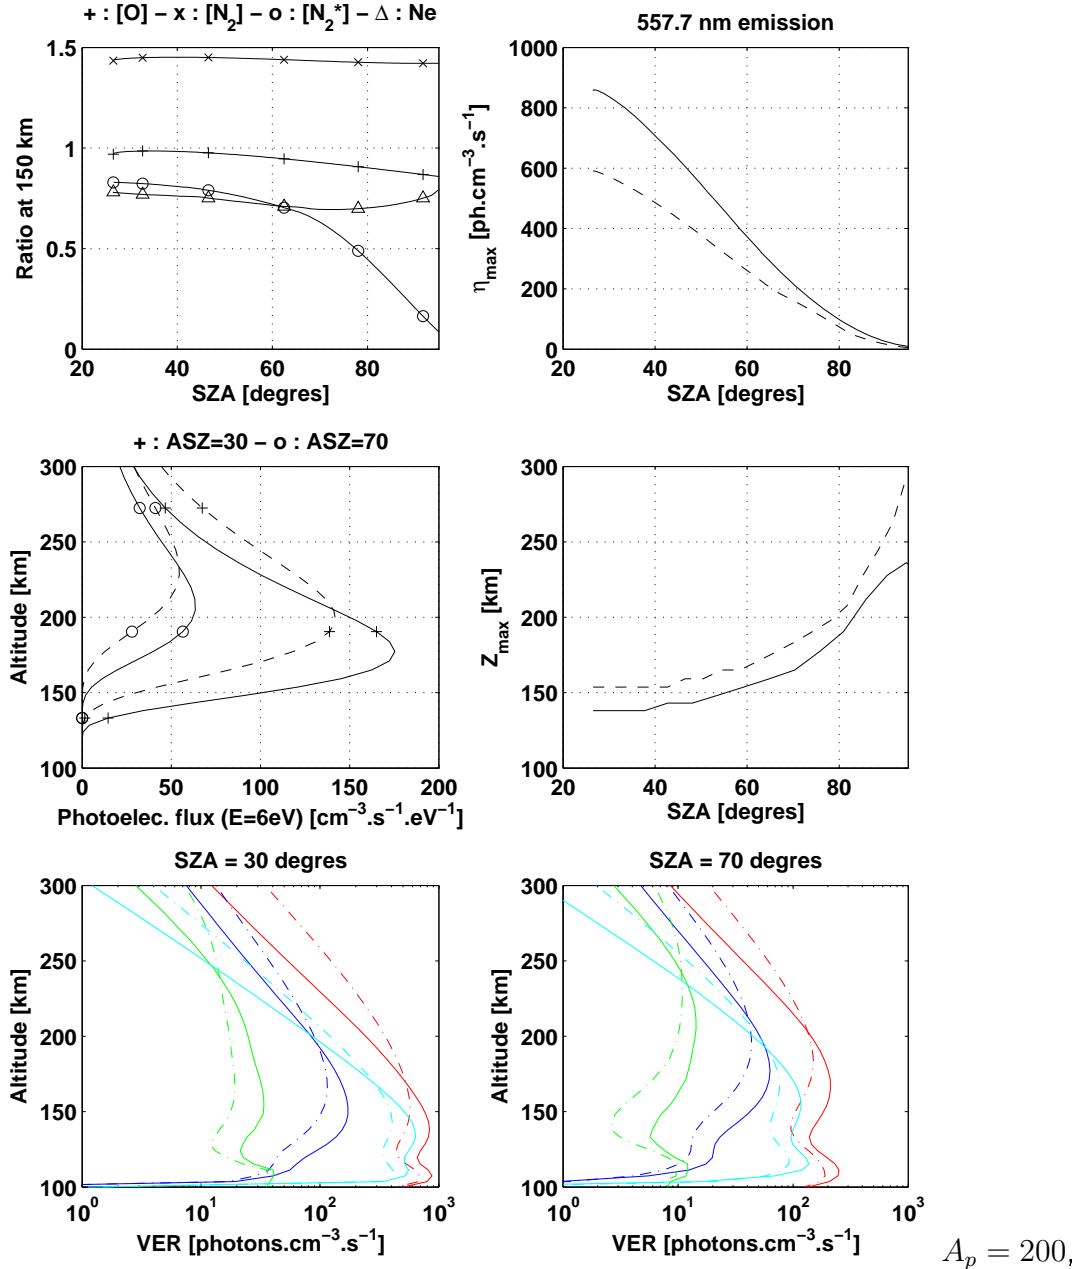 + : [O] − x : [N2] − o : [N2*] − Δ : Ne
1.5
1
0.5
0
Ratio at 150 km
20 40 60 80
SZA [degres]
557.7 nm emission
1000
800
600
400
200
0
ηmax [ph.cm−3.s−1]
20 40 60 80
SZA [degres]
+ : ASZ=30 − o : ASZ=70
300
250
200
150
100
Altitude [km]
0 50 100 150 200
Photoelec. flux (E=6eV) [cm−3.s−1.eV−1]
300
250
200
150
100
Zmax [km]
20 40 60 80
SZA [degres]
SZA = 30 degres
300
250
200
150
100
Altitude [km]
10^0 10^1 10^2 10^3
VER [photons.cm−3.s−1]
SZA = 70 degres
300
250
200
150
100
Altitude [km]
10^0 10^1 10^2 10^3
VER [photons.cm−3.s−1]
Ap = 200,